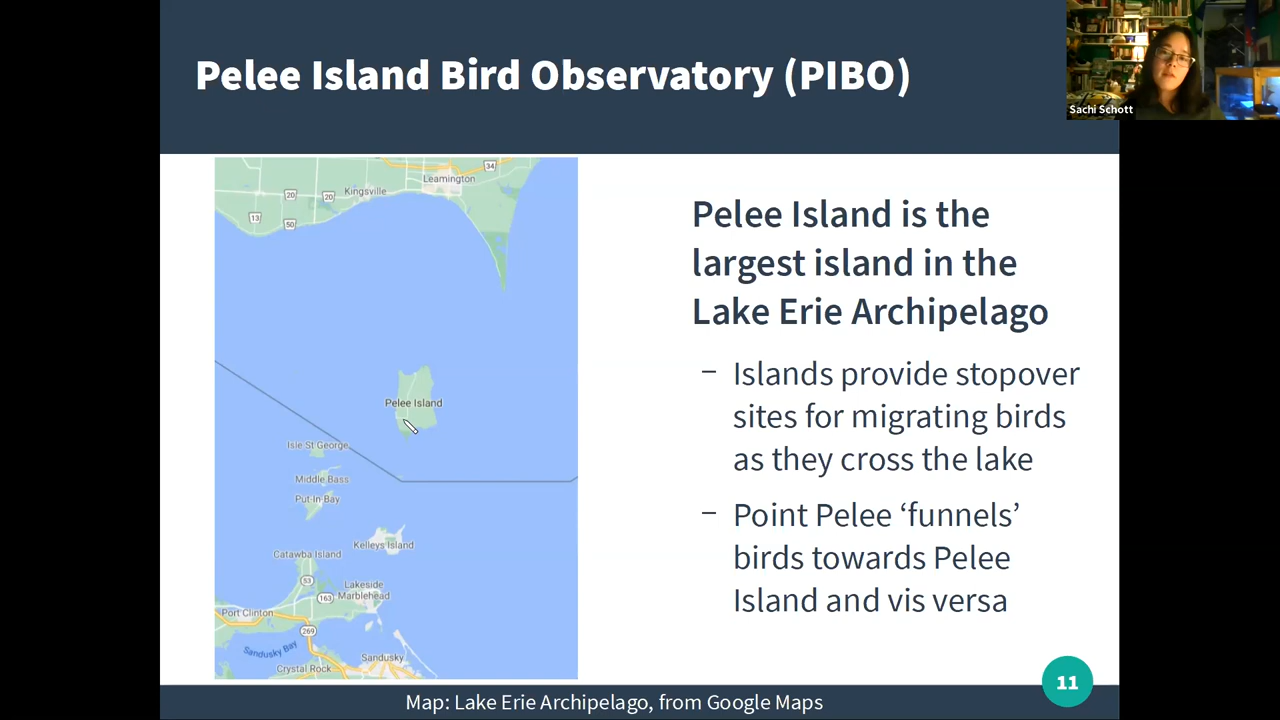 Pelee Island Bird Observatory (PIBO)
Sachi Schott
34
Leamington
Kingsville
20
20
13
50
Pelee Island
Isle St George
Middle Bass
Put-In-Bay
Kelleys Island
Catawba Island
53
Lakeside
Marblehead
163
Port Clinton
269
Sandusky Bay
Sandusky
Crystal Rock
Pelee Island is the
largest island in the
Lake Erie Archipelago
– Islands provide stopover
sites for migrating birds
as they cross the lake
– Point Pelee ‘funnels’
birds towards Pelee
Island and vis versa
11
Map: Lake Erie Archipelago, from Google Maps